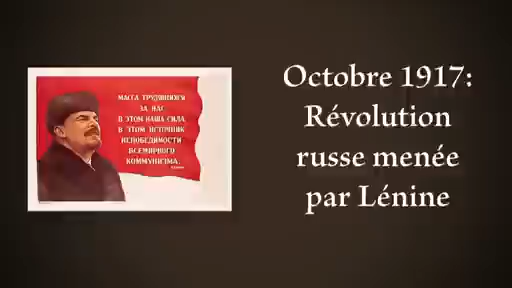 МАССА ТРУДЯЩИХСЯ
ЗА НАС
В ЭТОМ НАША СИЛА
В ЭТОМ ИСТОЧНИК
НЕПОБЕДИМОСТИ
ВСЕМИРНОГО
КОММУНИЗМА.
Octobre 1917:
Révolution
russe menée
par Lénine